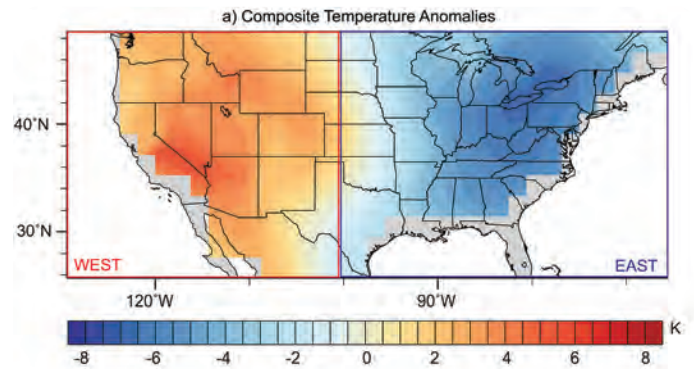 a) Composite Temperature Anomalies
40°N
30°N
WEST
EAST
120°W
90°W
K
-8 -6 -4 -2 0 2 4 6 8